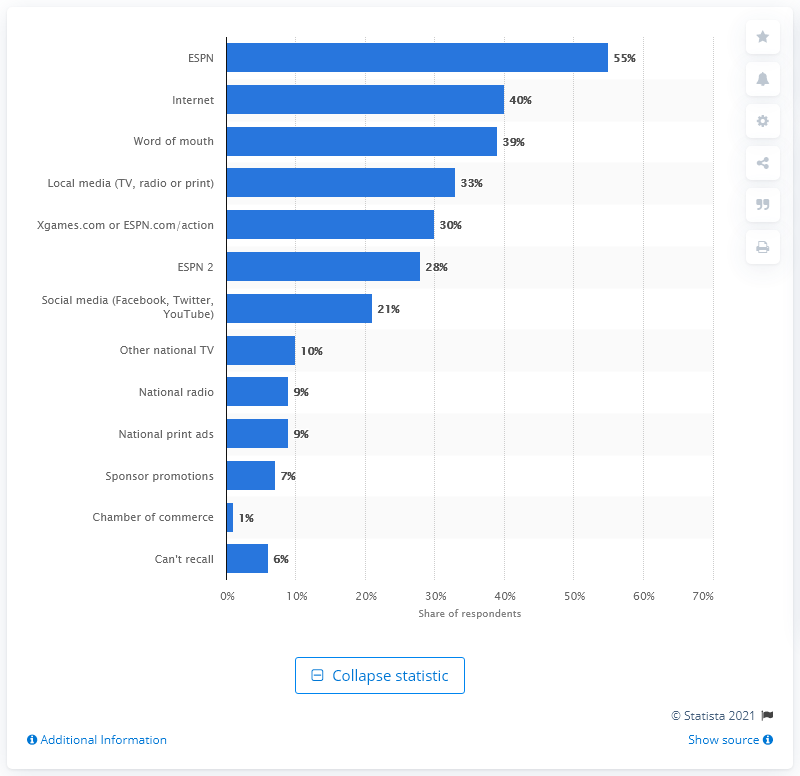 ESPN 55%
Internet 40%
Word of mouth 39%
Local media (TV, radio or print) 33%
Xgames.com or ESPN.com/action 30%
ESPN 2 28%
Social media (Facebook, Twitter,
YouTube) 21%
Other national TV 10%
National radio 9%
National print ads 9%
Sponsor promotions 7%
Chamber of commerce 1%
Can't recall 6%
0% 10% 20% 30% 40% 50% 60% 70%
Share of respondents
Collapse statistic
© Statista 2021
Additional Information Show source